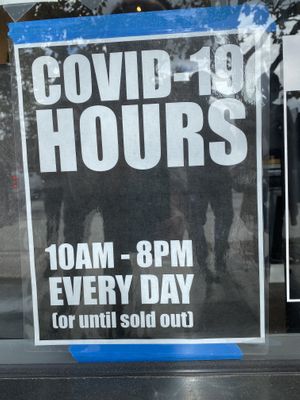 COVID-19
HOURS
10AM - 8PM
EVERY DAY
(or until sold out)